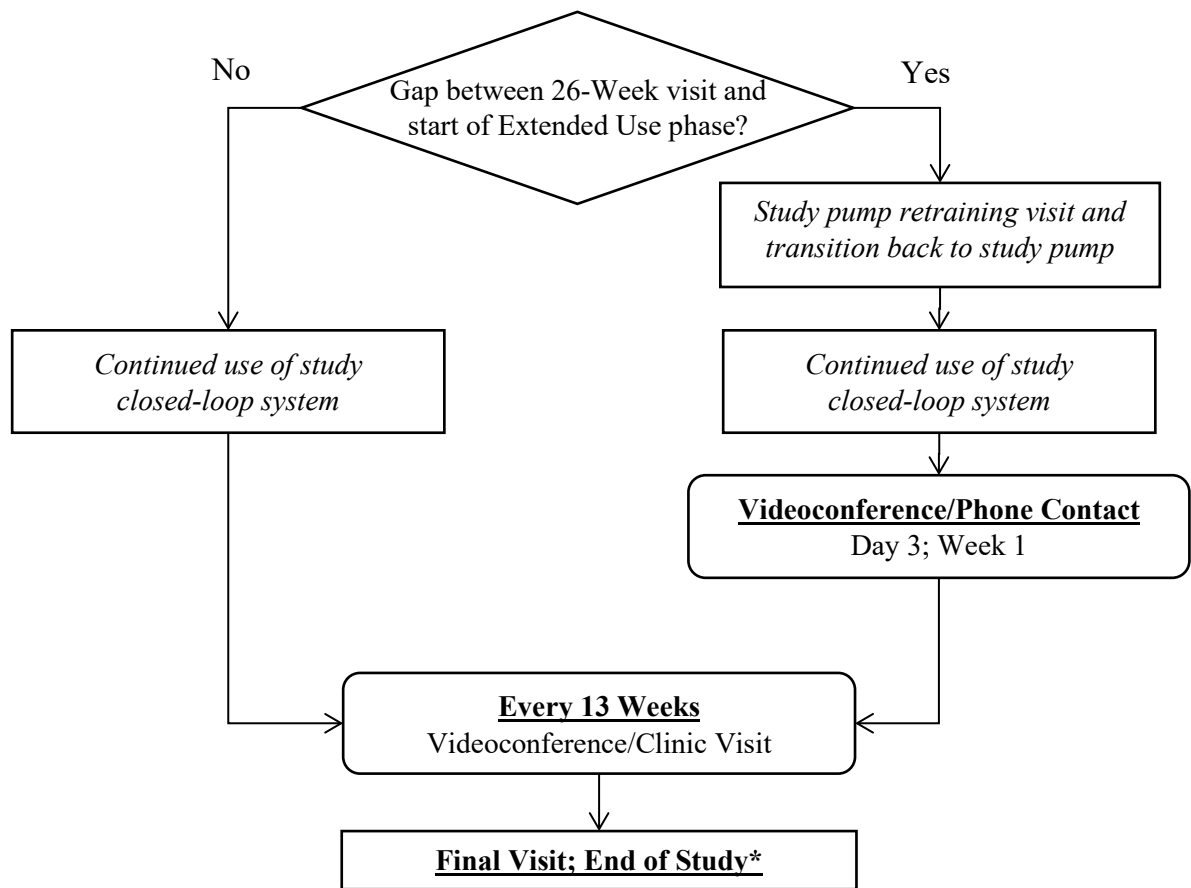 No
Yes
Gap between 26-Week visit and
start of Extended Use phase?
Study pump retraining visit and
transition back to study pump
Continued use of study
closed-loop system
Continued use of study
closed-loop system
Videoconference/Phone Contact
Day 3; Week 1
Every 13 Weeks
Videoconference/Clinic Visit
Final Visit; End of Study*